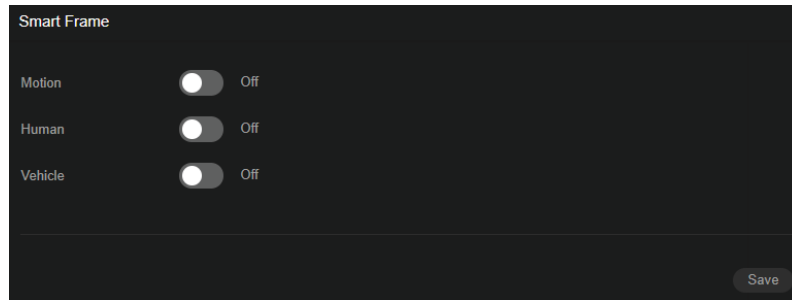 Smart Frame
Motion Off
Human Off
Vehicle Off
Save